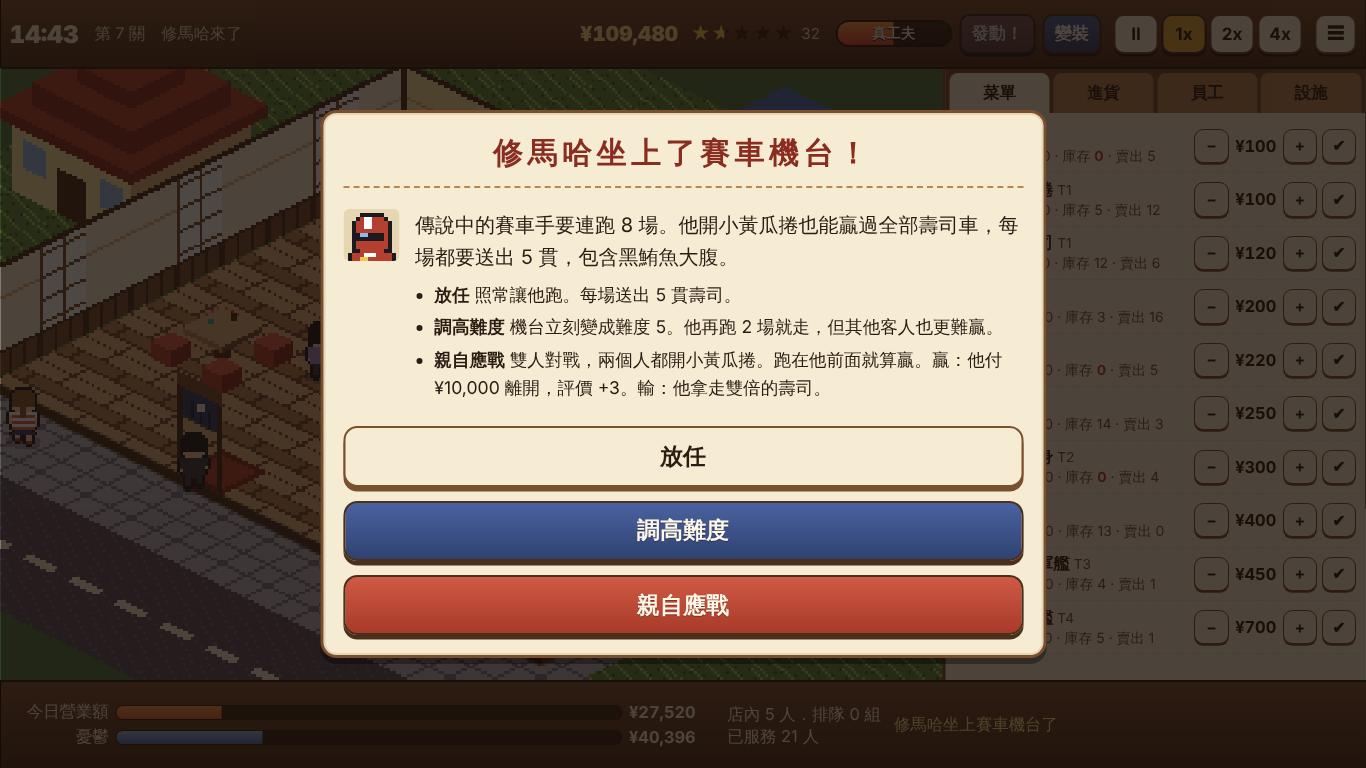 14:43 第 7 關 修馬哈來了 ¥109,480 32 真工夫 發動！ 變裝 II 1x 2x 4x
菜單 進貨 員工 設施
修馬哈坐上了賽車機台！
傳說中的賽車手要連跑 8 場。他開小黃瓜捲也能贏過全部壽司車，每
場都要送出 5 貫，包含黑鮪魚大腹。
• 放任 照常讓他跑。每場送出 5 貫壽司。
• 調高難度 機台立刻變成難度 5。他再跑 2 場就走，但其他客人也更難贏。
• 親自應戰 雙人對戰，兩個人都開小黃瓜捲。跑在他前面就算贏。贏：他付
¥10,000 離開，評價 +3。輸：他拿走雙倍的壽司。
放任
調高難度
親自應戰
− ¥100 + ✔
0 · 庫存 0 · 賣出 5
捲 T1
− ¥100 + ✔
0 · 庫存 5 · 賣出 12
T1
− ¥120 + ✔
0 · 庫存 12 · 賣出 6
− ¥200 + ✔
0 · 庫存 3 · 賣出 16
− ¥220 + ✔
0 · 庫存 0 · 賣出 5
− ¥250 + ✔
0 · 庫存 14 · 賣出 3
T2
− ¥300 + ✔
0 · 庫存 0 · 賣出 4
− ¥400 + ✔
0 · 庫存 13 · 賣出 0
軍艦 T3
− ¥450 + ✔
0 · 庫存 4 · 賣出 1
T4
− ¥700 + ✔
0 · 庫存 5 · 賣出 1
今日營業額 ¥27,520
憂鬱 ¥40,396
店內 5 人 . 排隊 0 組
已服務 21 人
修馬哈坐上賽車機台了